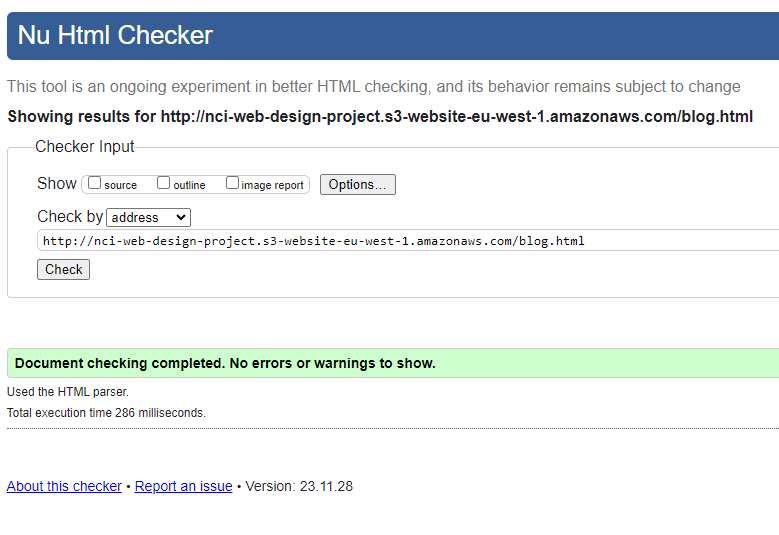 Nu Html Checker
This tool is an ongoing experiment in better HTML checking, and its behavior remains subject to change
Showing results for http://nci-web-design-project.s3-website-eu-west-1.amazonaws.com/blog.html
Checker Input
Show source outline image report Options...
Check by address
http://nci-web-design-project.s3-website-eu-west-1.amazonaws.com/blog.html
Check
Document checking completed. No errors or warnings to show.
Used the HTML parser.
Total execution time 286 milliseconds.
About this checker • Report an issue • Version: 23.11.28